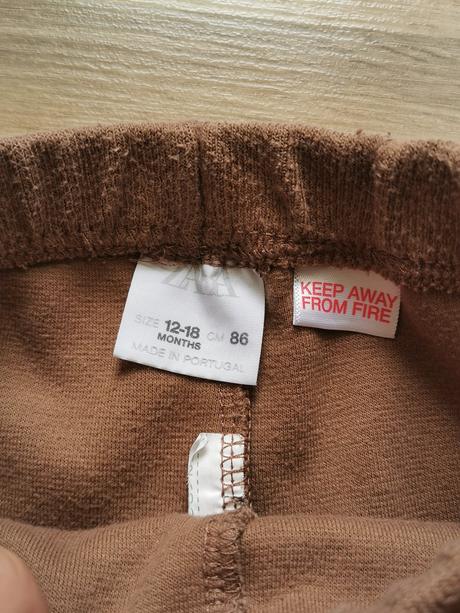 ZARA
SIZE 12-18 CM 86
MONTHS
MADE IN PORTUGAL
KEEP AWAY
FROM FIRE